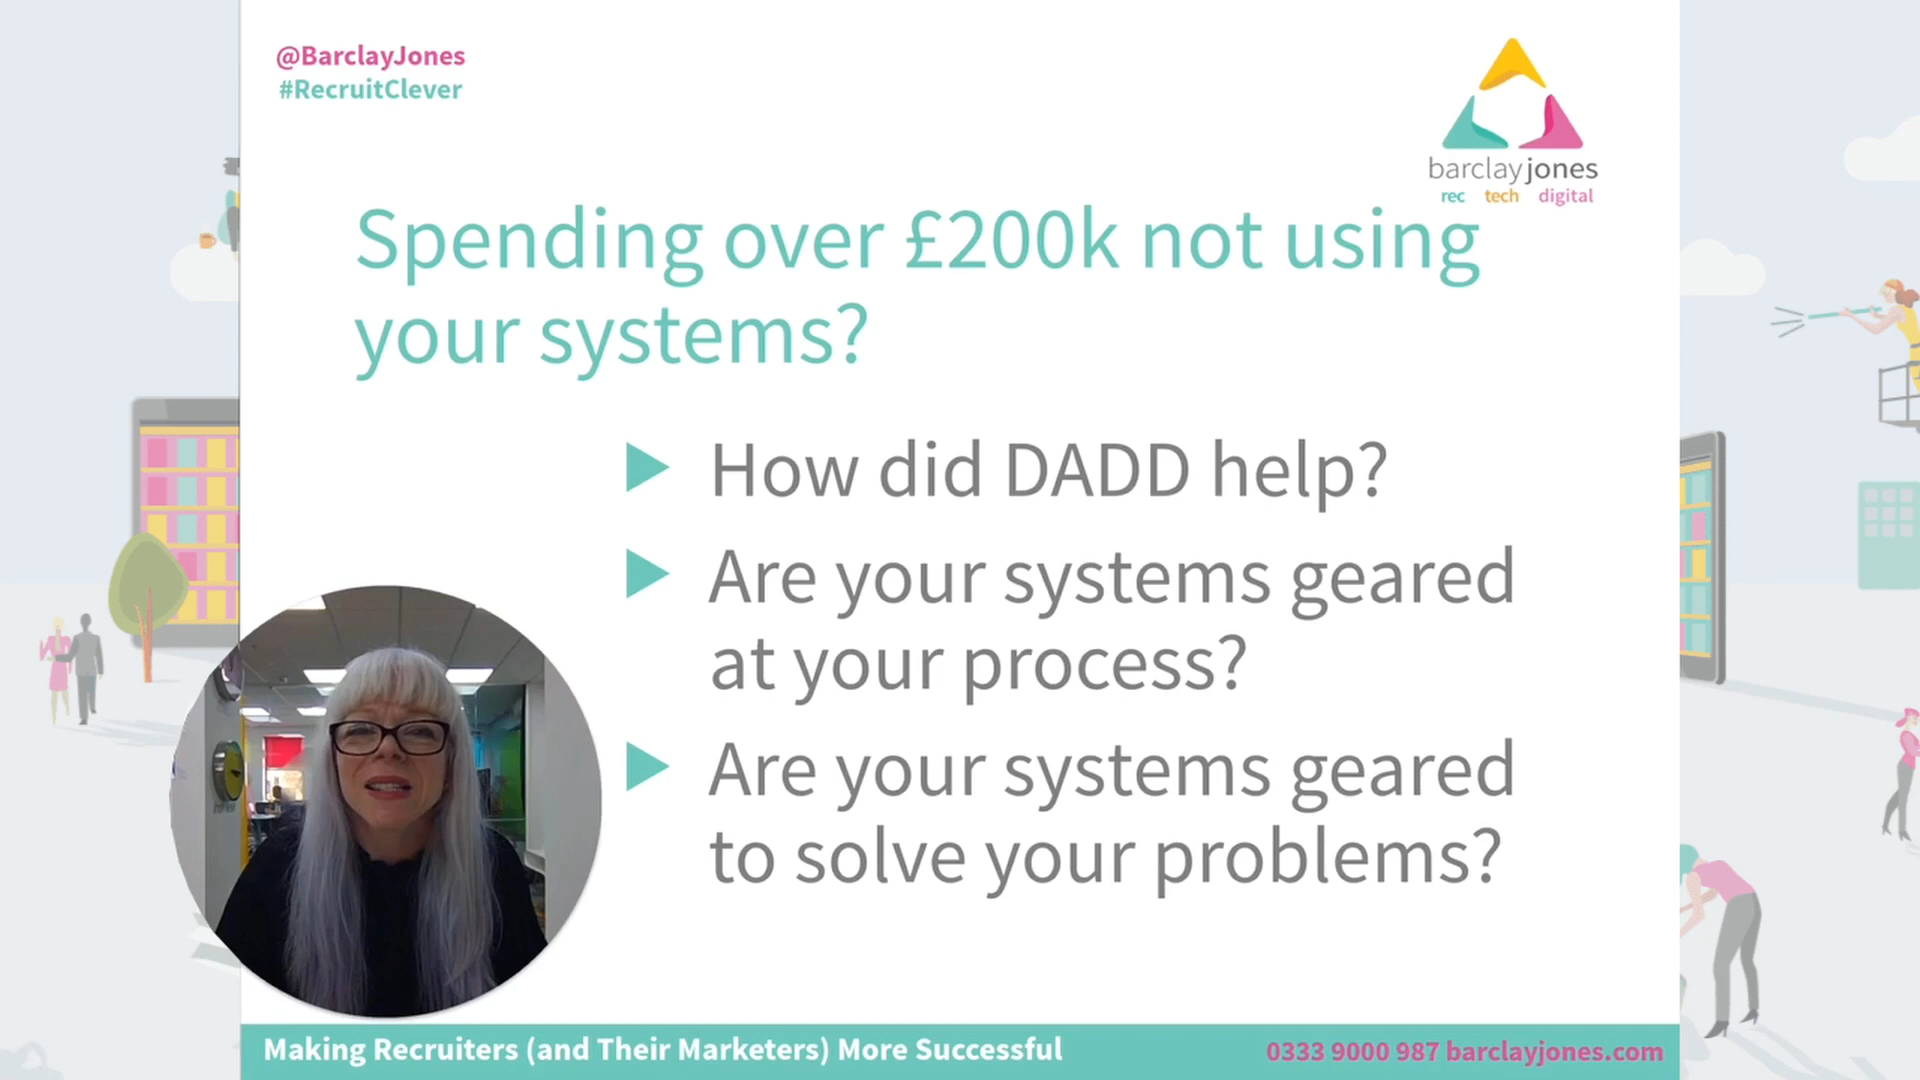 @BarclayJones
#RecruitClever
barclayjones
rec tech digital
Spending over £200k not using
your systems?
How did DADD help?
Are your systems geared
at your process?
Are your systems geared
to solve your problems?
Making Recruiters (and Their Marketers) More Successful
0333 9000 987 barclayjones.com